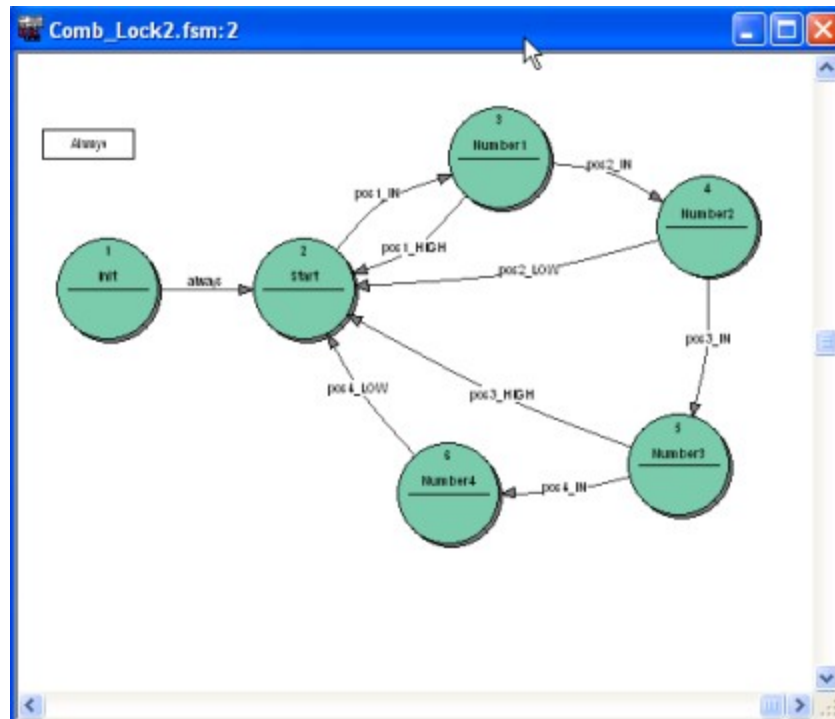 Comb_Lock2.fsm:2
Always
3
Number1
pos1_IN
pos2_IN
4
Number2
pos1_HIGH
1
Init
always
2
Start
pos2_LOW
pos3_IN
pos4_LOW
pos3_HIGH
5
Number3
6
Number4
pos4_IN